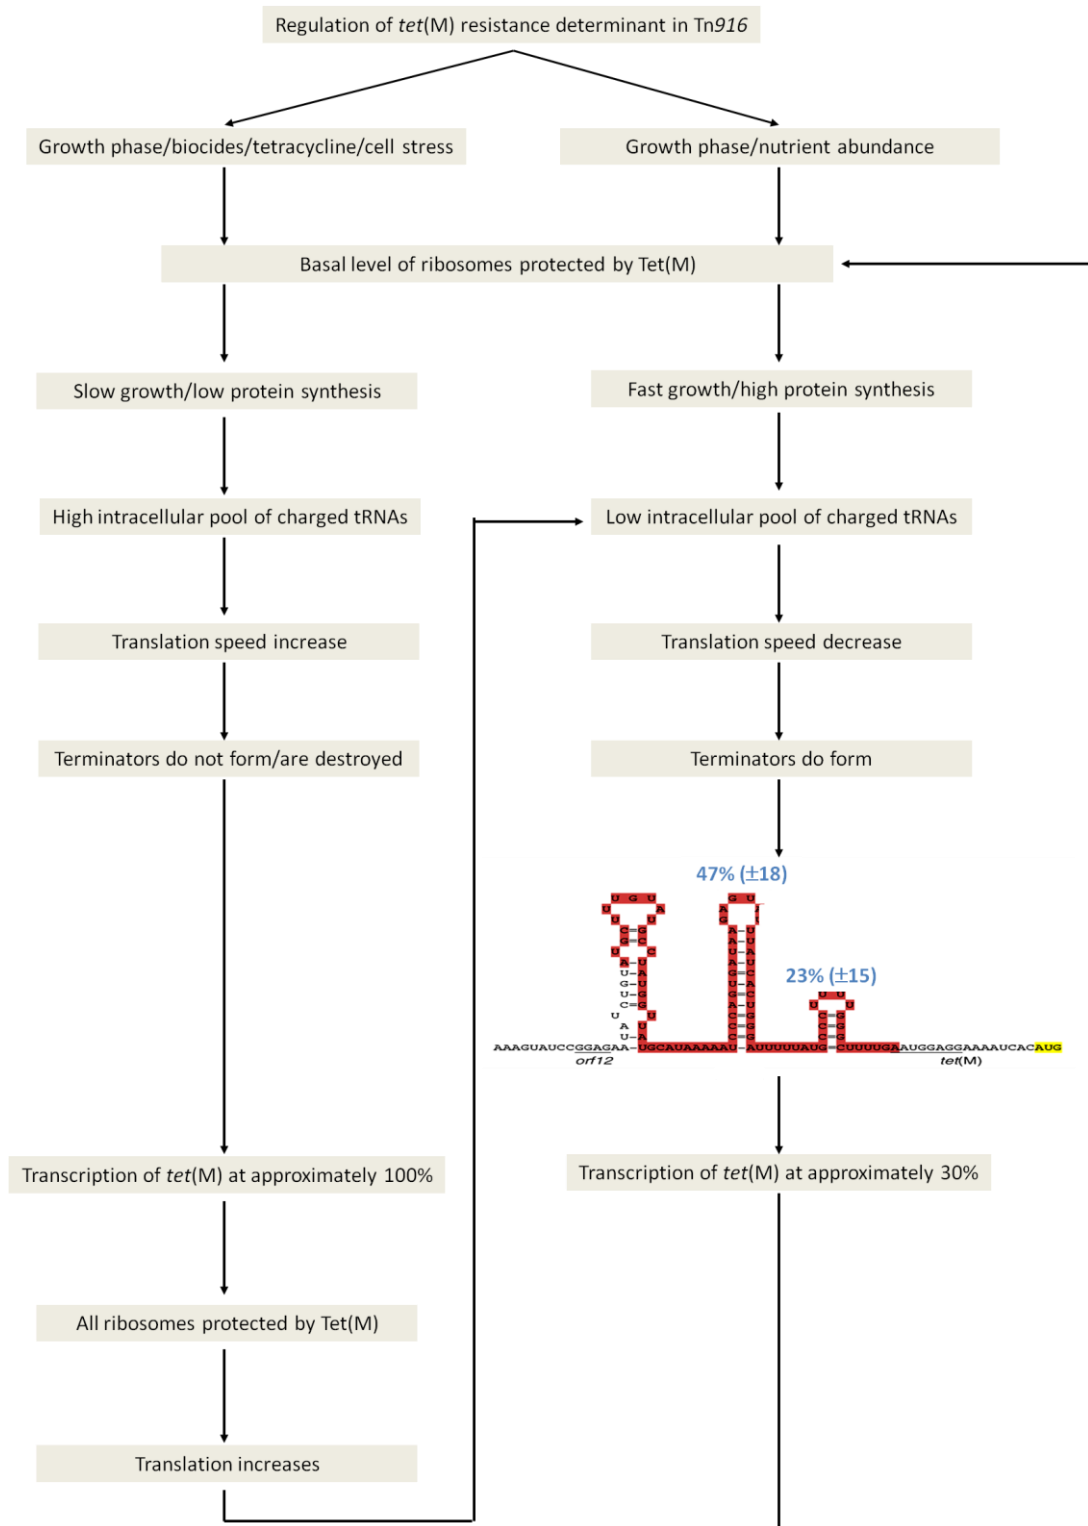 Regulation of tet(M) resistance determinant in Tn916
Growth phase/biocides/tetracycline/cell stress
Growth phase/nutrient abundance
Basal level of ribosomes protected by Tet(M)
Slow growth/low protein synthesis
Fast growth/high protein synthesis
High intracellular pool of charged tRNAs
Low intracellular pool of charged tRNAs
Translation speed increase
Translation speed decrease
Terminators do not form/are destroyed
Terminators do form
47% (±18)
23% (±15)
AAAGUAUCCGGAGAA
UGCAUAAAAAU
AUUUUUAUG
CUUUUGAAUGGAGGAAAAUCACAUG
orf12
tet(M)
Transcription of tet(M) at approximately 100%
Transcription of tet(M) at approximately 30%
All ribosomes protected by Tet(M)
Translation increases